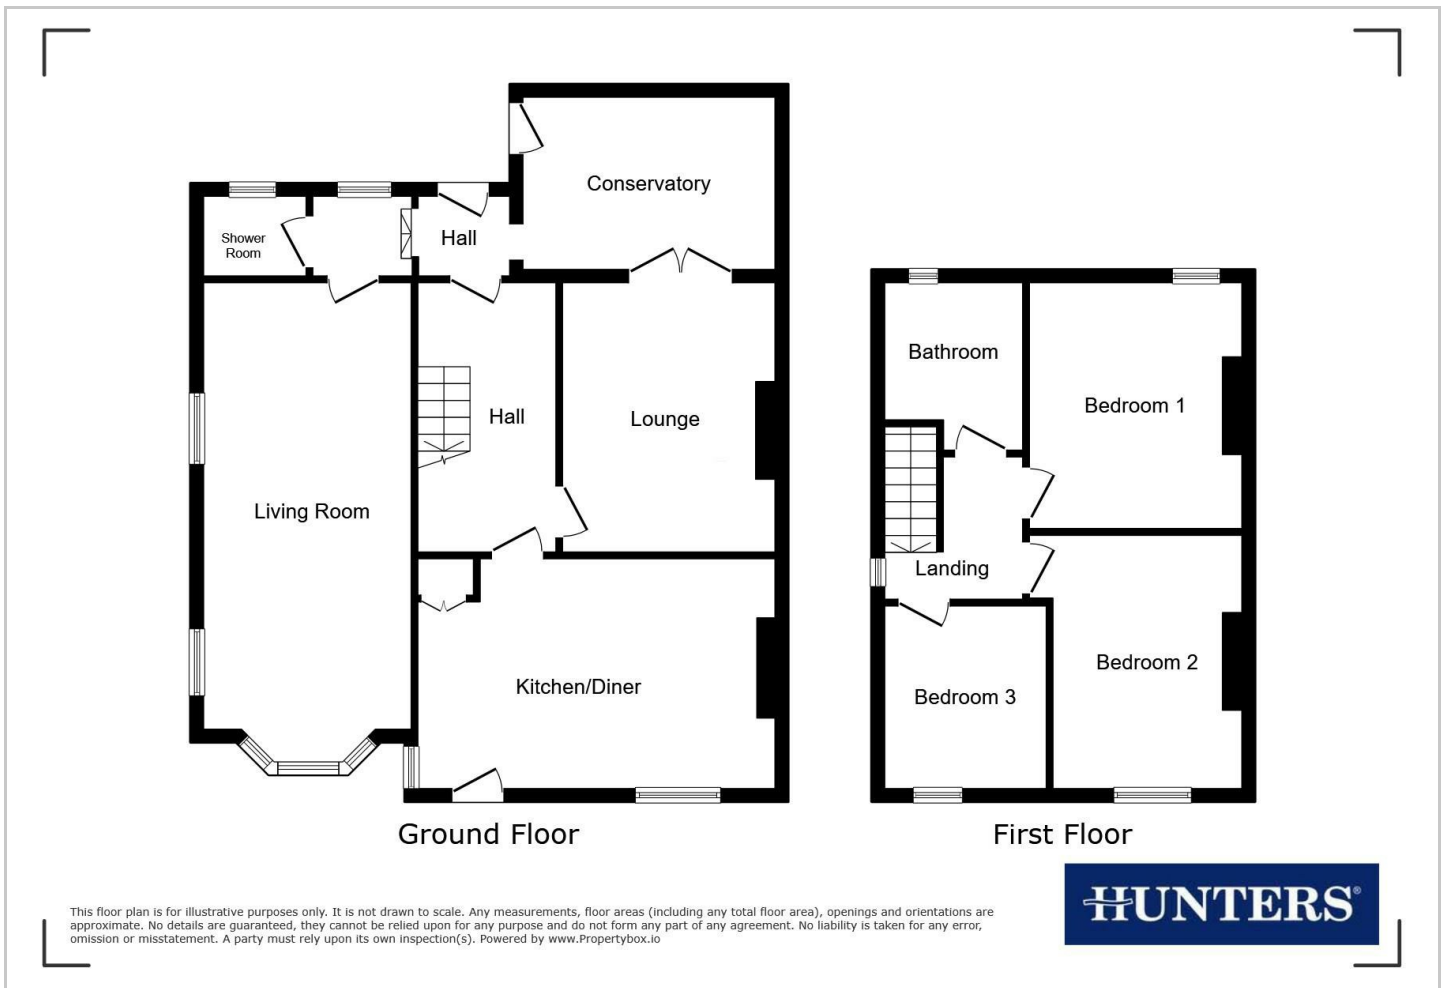 Conservatory
Shower
Room
Hall
Bathroom
Bedroom 1
Hall
Lounge
Living Room
Landing
Bedroom 2
Kitchen/Diner
Bedroom 3
Ground Floor
First Floor
HUNTERS®
This floor plan is for illustrative purposes only. It is not drawn to scale. Any measurements, floor areas (including any total floor area), openings and orientations are
approximate. No details are guaranteed, they cannot be relied upon for any purpose and do not form any part of any agreement. No liability is taken for any error,
omission or misstatement. A party must rely upon its own inspection(s). Powered by www.Propertybox.io